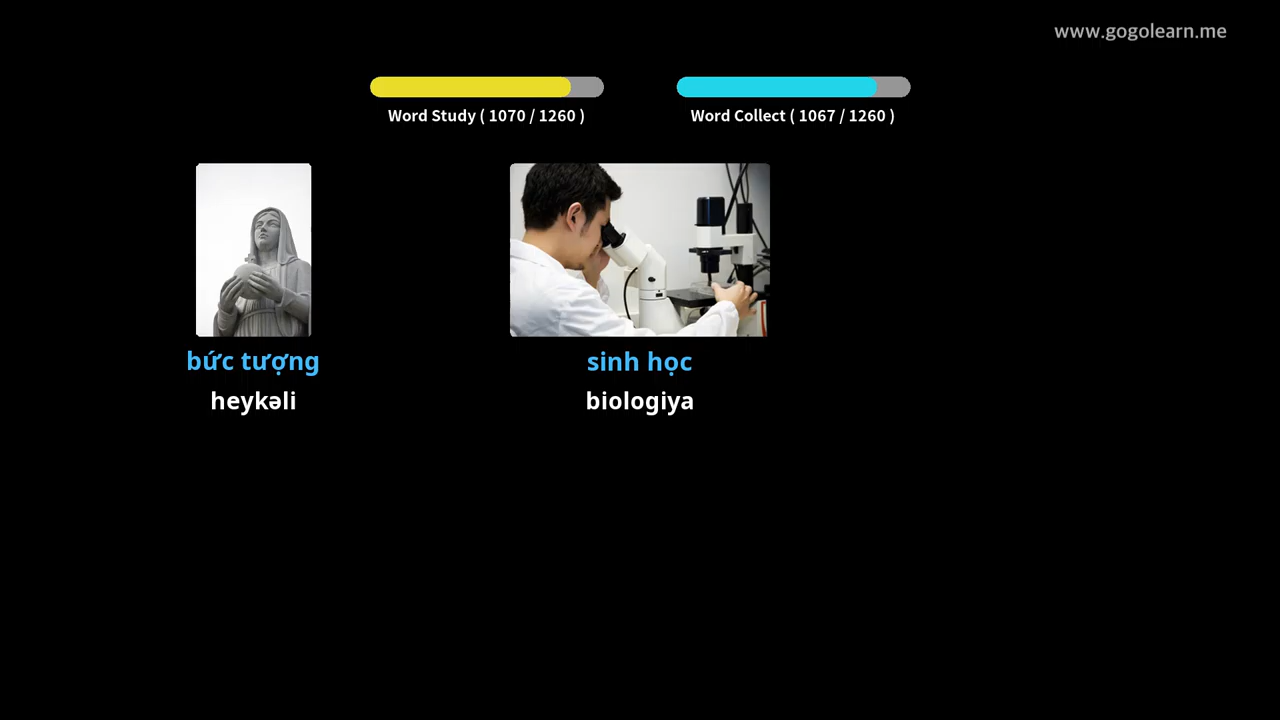 www.gogolearn.me
Word Study ( 1070 / 1260 )
Word Collect ( 1067 / 1260 )
bức tượng
heykəli
sinh học
biologiya